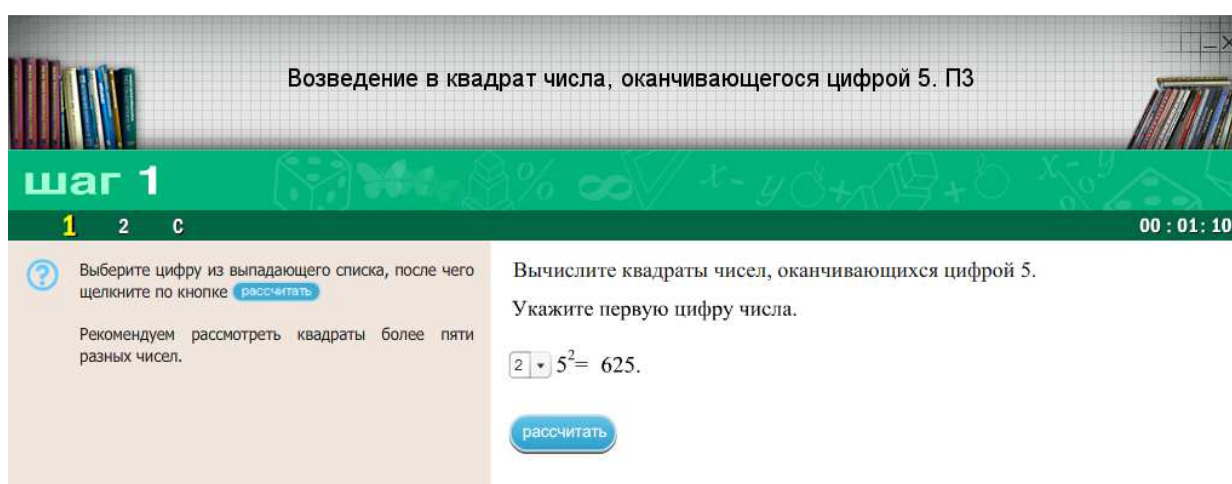 Возведение в квадрат числа, оканчивающегося цифрой 5. П3
шаг 1
1 2 С
00 : 01: 10
Выберите цифру из выпадающего списка, после чего
щелкните по кнопке рассчитать
Рекомендуем рассмотреть квадраты более пяти
разных чисел.
Вычислите квадраты чисел, оканчивающихся цифрой 5.
Укажите первую цифру числа.
2 5²= 625.
рассчитать